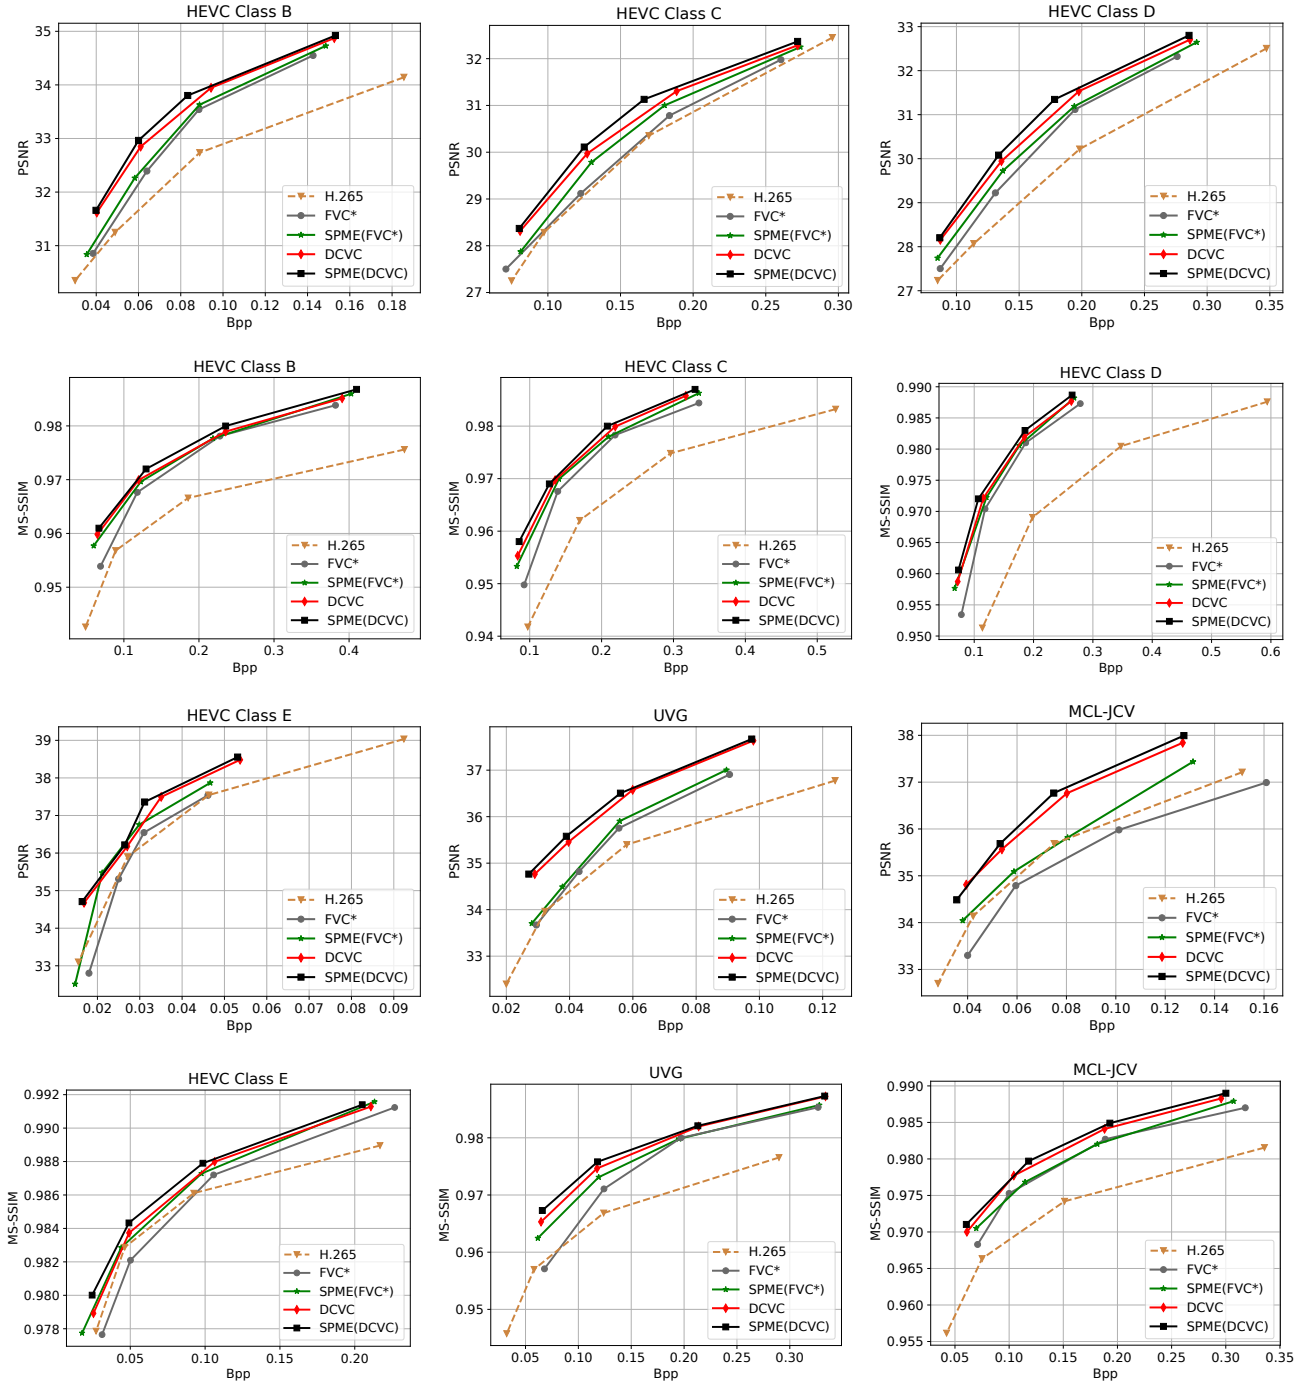 HEVC Class B
PSNR
35
34
33
32
31
0.04 0.06 0.08 0.10 0.12 0.14 0.16 0.18
Bpp
H.265
FVC*
SPME(FVC*)
DCVC
SPME(DCVC)
HEVC Class C
PSNR
32
31
30
29
28
27
0.10 0.15 0.20 0.25 0.30
Bpp
H.265
FVC*
SPME(FVC*)
DCVC
SPME(DCVC)
HEVC Class D
PSNR
33
32
31
30
29
28
27
0.10 0.15 0.20 0.25 0.30 0.35
Bpp
H.265
FVC*
SPME(FVC*)
DCVC
SPME(DCVC)
HEVC Class B
MS-SSIM
0.98
0.97
0.96
0.95
0.1 0.2 0.3 0.4
Bpp
H.265
FVC*
SPME(FVC*)
DCVC
SPME(DCVC)
HEVC Class C
MS-SSIM
0.98
0.97
0.96
0.95
0.94
0.1 0.2 0.3 0.4 0.5
Bpp
H.265
FVC*
SPME(FVC*)
DCVC
SPME(DCVC)
HEVC Class D
MS-SSIM
0.990
0.985
0.980
0.975
0.970
0.965
0.960
0.955
0.950
0.1 0.2 0.3 0.4 0.5 0.6
Bpp
H.265
FVC*
SPME(FVC*)
DCVC
SPME(DCVC)
HEVC Class E
PSNR
39
38
37
36
35
34
33
0.02 0.03 0.04 0.05 0.06 0.07 0.08 0.09
Bpp
H.265
FVC*
SPME(FVC*)
DCVC
SPME(DCVC)
UVG
PSNR
37
36
35
34
33
0.02 0.04 0.06 0.08 0.10 0.12
Bpp
H.265
FVC*
SPME(FVC*)
DCVC
SPME(DCVC)
MCL-JCV
PSNR
38
37
36
35
34
33
0.04 0.06 0.08 0.10 0.12 0.14 0.16
Bpp
H.265
FVC*
SPME(FVC*)
DCVC
SPME(DCVC)
HEVC Class E
MS-SSIM
0.992
0.990
0.988
0.986
0.984
0.982
0.980
0.978
0.05 0.10 0.15 0.20
Bpp
H.265
FVC*
SPME(FVC*)
DCVC
SPME(DCVC)
UVG
MS-SSIM
0.98
0.97
0.96
0.95
0.05 0.10 0.15 0.20 0.25 0.30
Bpp
H.265
FVC*
SPME(FVC*)
DCVC
SPME(DCVC)
MCL-JCV
MS-SSIM
0.990
0.985
0.980
0.975
0.970
0.965
0.960
0.955
0.05 0.10 0.15 0.20 0.25 0.30 0.35
Bpp
H.265
FVC*
SPME(FVC*)
DCVC
SPME(DCVC)